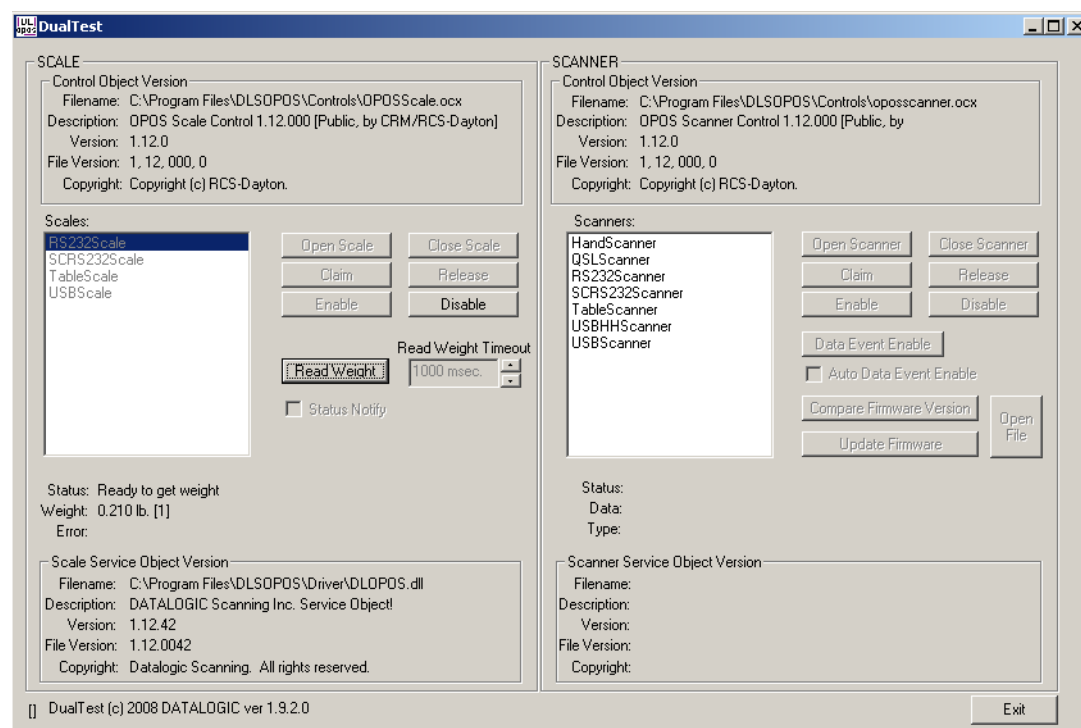 UL
opos
DualTest
SCALE
Control Object Version
Filename: C:\Program Files\DLSOPOS\Controls\OPOSScale.ocx
Description: OPOS Scale Control 1.12.000 [Public, by CRM/RCS-Dayton]
Version: 1.12.0
File Version: 1, 12, 000, 0
Copyright: Copyright (c) RCS-Dayton.
Scales:
RS232Scale
SCRS232Scale
TableScale
USBScale
Open Scale Close Scale
Claim Release
Enable Disable
Read Weight Timeout
Read Weight 1000 msec.
Status Notify
Status: Ready to get weight
Weight: 0.210 lb. [1]
Error:
Scale Service Object Version
Filename: C:\Program Files\DLSOPOS\Driver\DLOPOS.dll
Description: DATALOGIC Scanning Inc. Service Object!
Version: 1.12.42
File Version: 1.12.0042
Copyright: Datalogic Scanning. All rights reserved.
SCANNER
Control Object Version
Filename: C:\Program Files\DLSOPOS\Controls\oposscanner.ocx
Description: OPOS Scanner Control 1.12.000 [Public, by
Version: 1.12.0
File Version: 1, 12, 000, 0
Copyright: Copyright (c) RCS-Dayton.
Scanners:
HandScanner
QSLScanner
RS232Scanner
SCRS232Scanner
TableScanner
USBHHScanner
USBScanner
Open Scanner Close Scanner
Claim Release
Enable Disable
Data Event Enable
Auto Data Event Enable
Compare Firmware Version
Update Firmware
Open
File
Status:
Data:
Type:
Scanner Service Object Version
Filename:
Description:
Version:
File Version:
Copyright:
[] DualTest (c) 2008 DATALOGIC ver 1.9.2.0
Exit